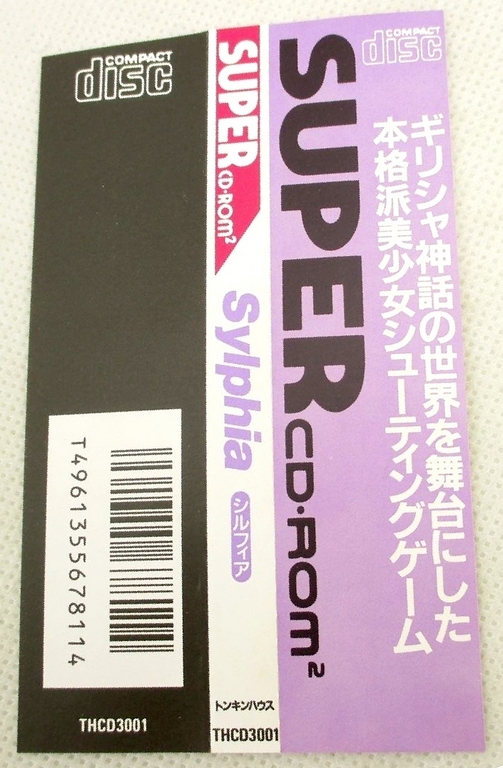 COMPACT
disc
T4961355678114
THCD3001
SUPER CD·ROM²
Sylphia
シルフィア
トンキンハウス
THCD3001
SUPER CD·ROM²
COMPACT
disc
ギリシャ神話の世界を舞台にした
本格派美少女シューティングゲーム